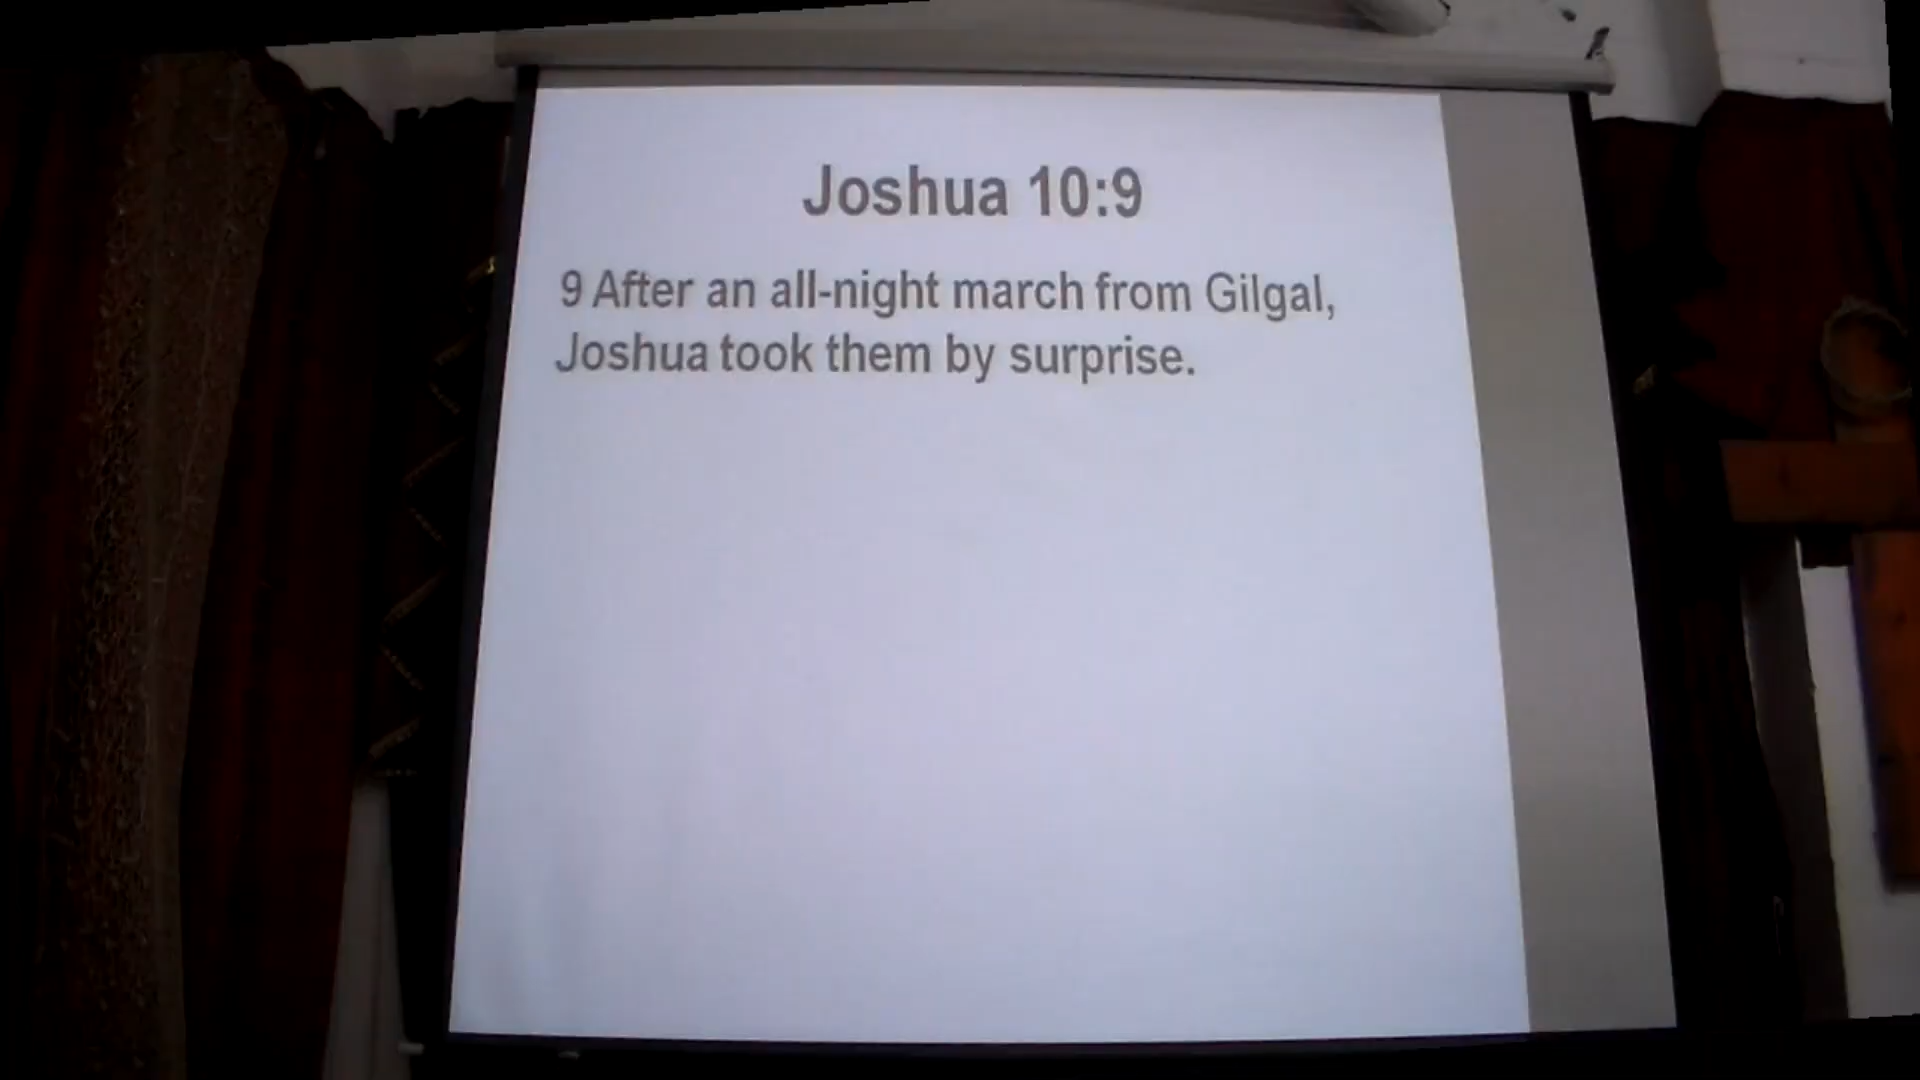 Joshua 10:9
9 After an all-night march from Gilgal,
Joshua took them by surprise.